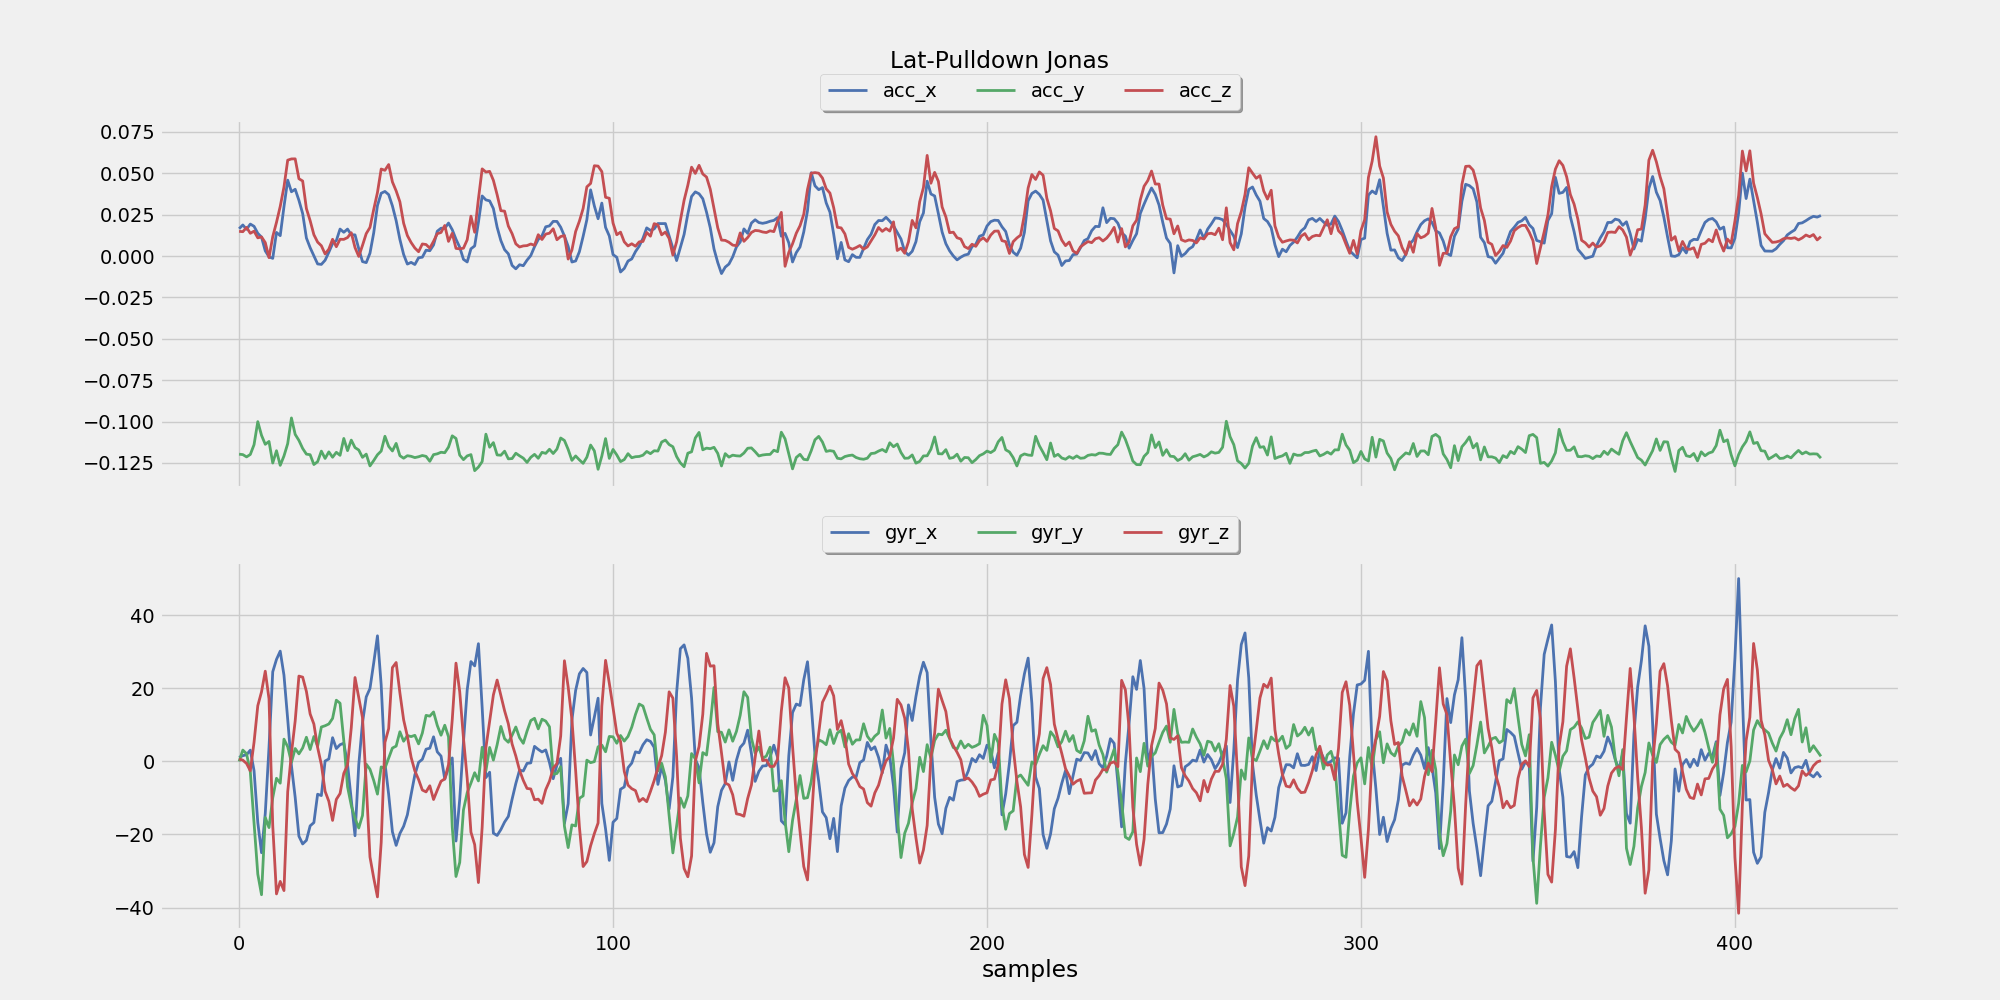 Lat-Pulldown Jonas
acc_x acc_y acc_z
0.075
0.050
0.025
0.000
−0.025
−0.050
−0.075
−0.100
−0.125
gyr_x gyr_y gyr_z
40
20
0
−20
−40
0 100 200 300 400
samples